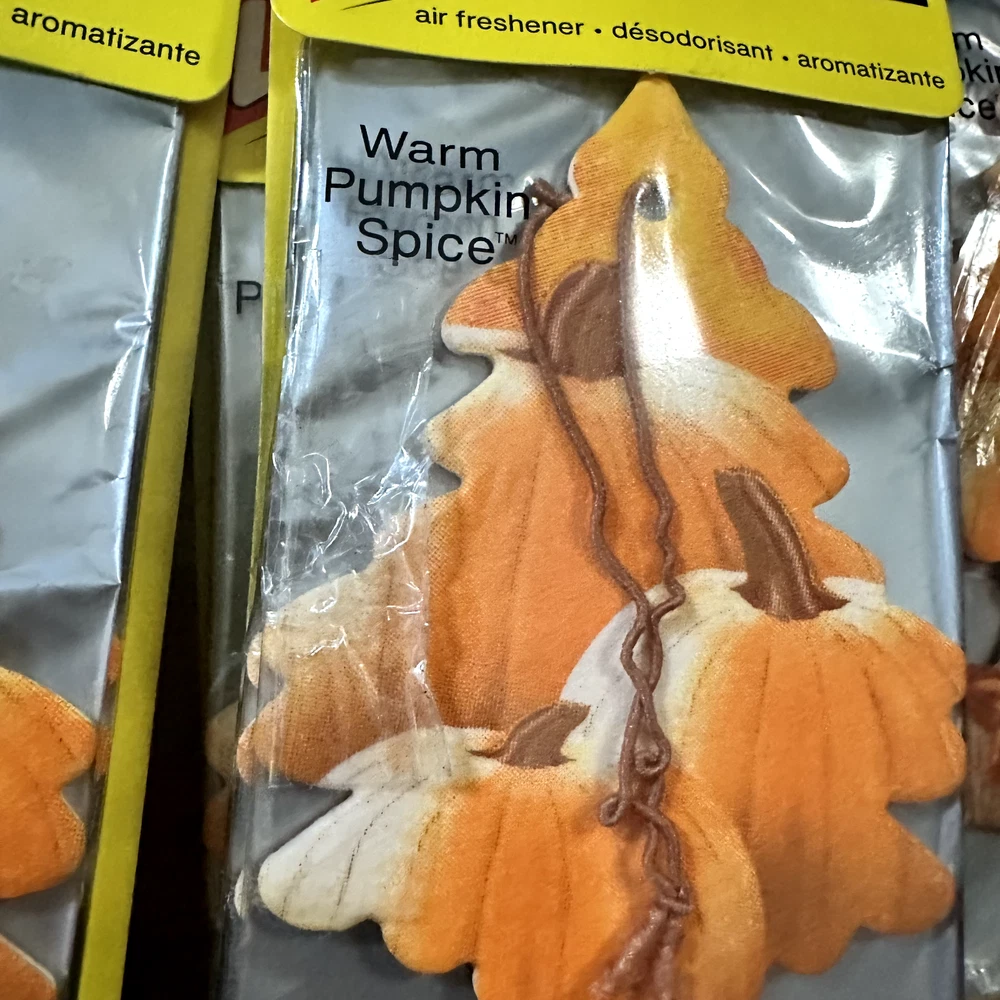 aromatizante
air freshener • désodorisant • aromatizante
Warm
Pumpkin
Spice™
P